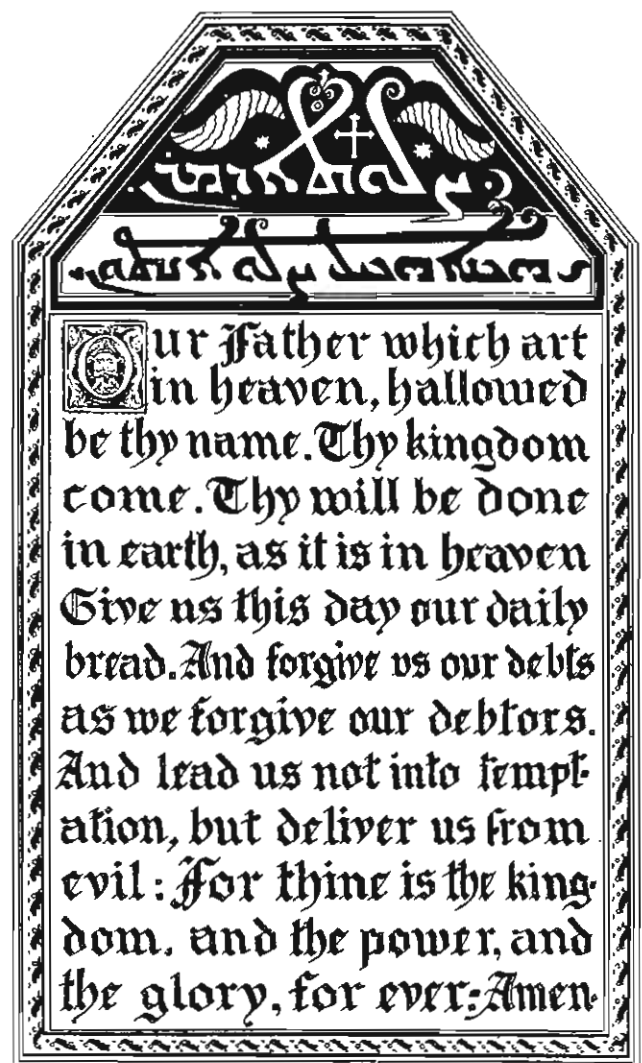 Our Father which art
in heaven, hallowed
be thy name. Thy kingdom
come. Thy will be done
in earth, as it is in heaven
Give us this day our daily
bread. And forgive us our debts
as we forgive our debtors.
And lead us not into tempt-
ation, but deliver us from
evil: For thine is the king-
dom. and the power, and
the glory, for ever: Amen.